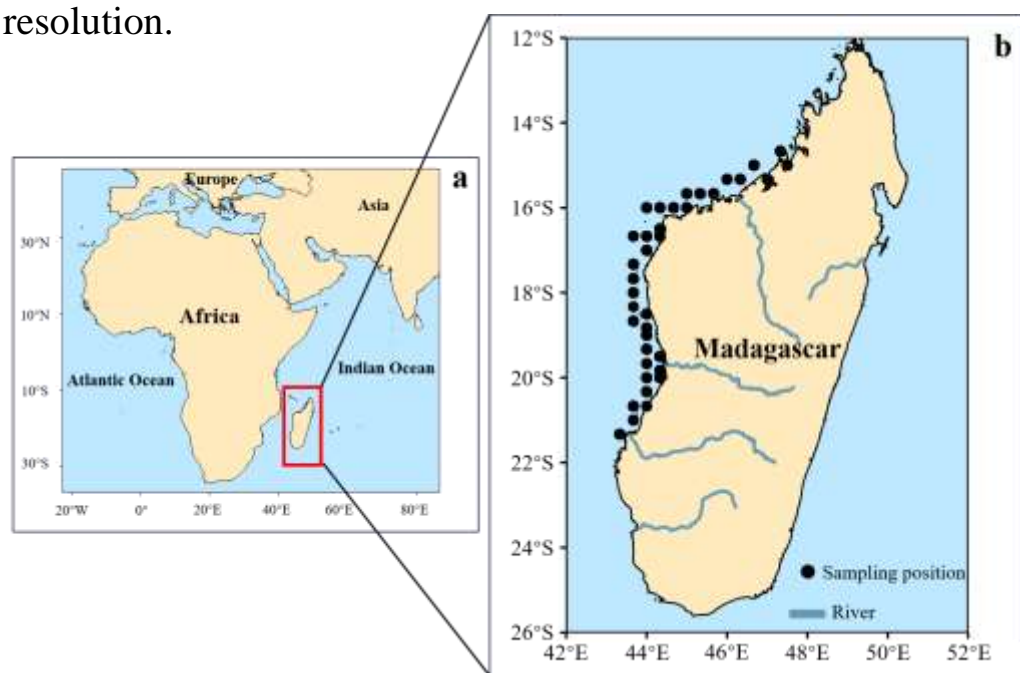 resolution.
a
Europe
Asia
Africa
Atlantic Ocean
Indian Ocean
30°N
10°N
10°S
30°S
20°W
0°
20°E
40°E
60°E
80°E
b
12°S
14°S
16°S
18°S
20°S
22°S
24°S
26°S
Madagascar
Sampling position
River
42°E
44°E
46°E
48°E
50°E
52°E